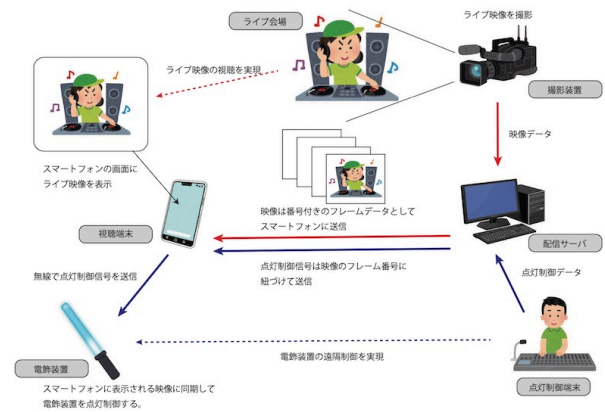 ライブ会場
ライブ映像を撮影
ライブ映像の視聴を実現
撮影装置
映像データ
スマートフォンの画面に
ライブ映像を表示
映像は番号付きのフレームデータとして
スマートフォンに送信
視聴端末
配信サーバ
点灯制御信号は映像のフレーム番号に
紐づけて送信
無線で点灯制御信号を送信
点灯制御データ
電飾装置の遠隔制御を実現
電飾装置
点灯制御端末
スマートフォンに表示される映像に同期して
電飾装置を点灯制御する。